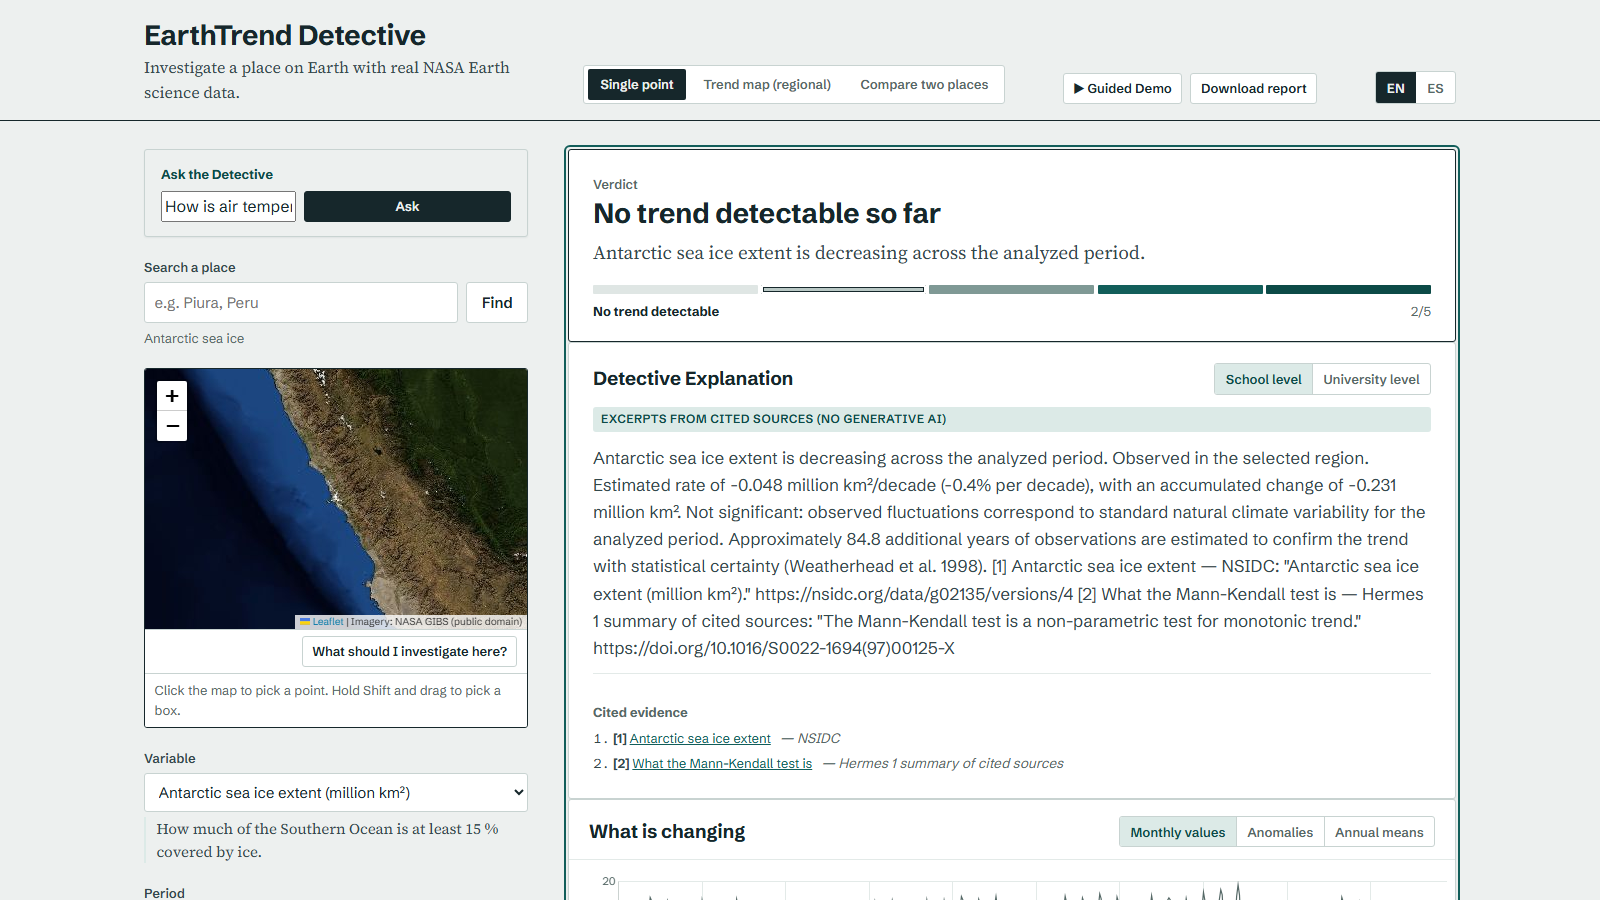 EarthTrend Detective
Investigate a place on Earth with real NASA Earth
science data.
Single point
Trend map (regional)
Compare two places
▶ Guided Demo
Download report
EN
ES
Ask the Detective
How is air temper
Ask
Search a place
e.g. Piura, Peru
Find
Antarctic sea ice
+
−
Leaflet | Imagery: NASA GIBS (public domain)
What should I investigate here?
Click the map to pick a point. Hold Shift and drag to pick a
box.
Variable
Antarctic sea ice extent (million km²)
How much of the Southern Ocean is at least 15 %
covered by ice.
Period
Verdict
No trend detectable so far
Antarctic sea ice extent is decreasing across the analyzed period.
No trend detectable
2/5
Detective Explanation
School level
University level
EXCERPTS FROM CITED SOURCES (NO GENERATIVE AI)
Antarctic sea ice extent is decreasing across the analyzed period. Observed in the selected region.
Estimated rate of -0.048 million km²/decade (-0.4% per decade), with an accumulated change of -0.231
million km². Not significant: observed fluctuations correspond to standard natural climate variability for the
analyzed period. Approximately 84.8 additional years of observations are estimated to confirm the trend
with statistical certainty (Weatherhead et al. 1998). [1] Antarctic sea ice extent — NSIDC: "Antarctic sea ice
extent (million km²)." https://nsidc.org/data/g02135/versions/4 [2] What the Mann-Kendall test is — Hermes
1 summary of cited sources: "The Mann-Kendall test is a non-parametric test for monotonic trend."
https://doi.org/10.1016/S0022-1694(97)00125-X
Cited evidence
1. [1] Antarctic sea ice extent — NSIDC
2. [2] What the Mann-Kendall test is — Hermes 1 summary of cited sources
What is changing
Monthly values
Anomalies
Annual means
20